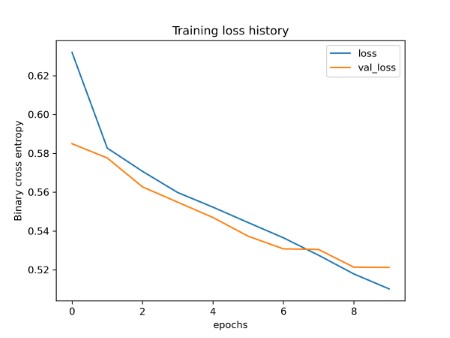 Training loss history
loss
val_loss
Binary cross entropy
0.62
0.60
0.58
0.56
0.54
0.52
0 2 4 6 8
epochs